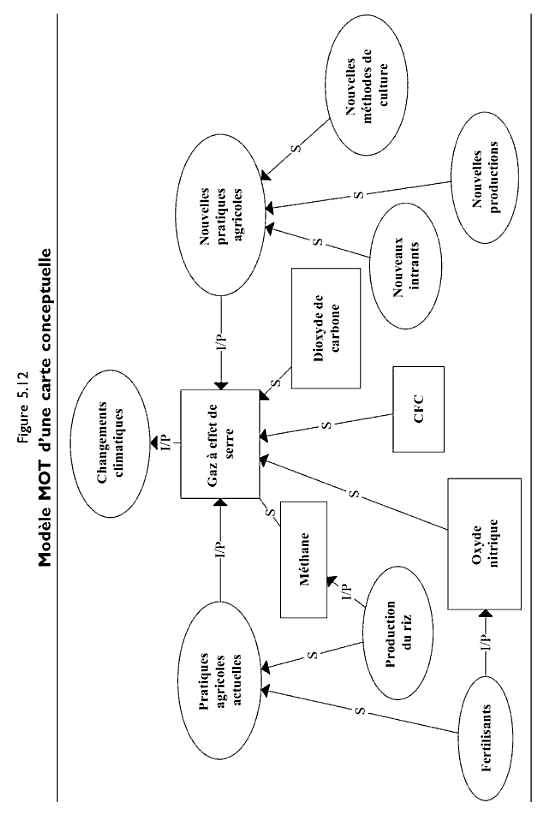 Figure 5.12
Modèle MOT d'une carte conceptuelle
Changements
climatiques
I/P
Pratiques
agricoles
actuelles
I/P
Gaz à effet de
serre
I/P
Nouvelles
pratiques
agricoles
S
S
S
S
S
S
S
S
S
Méthane
Dioxyde de
carbone
I/P
Production
du riz
CFC
Nouveaux
intrants
Nouvelles
méthodes de
culture
Fertilisants
I/P
Oxyde
nitrique
Nouvelles
productions